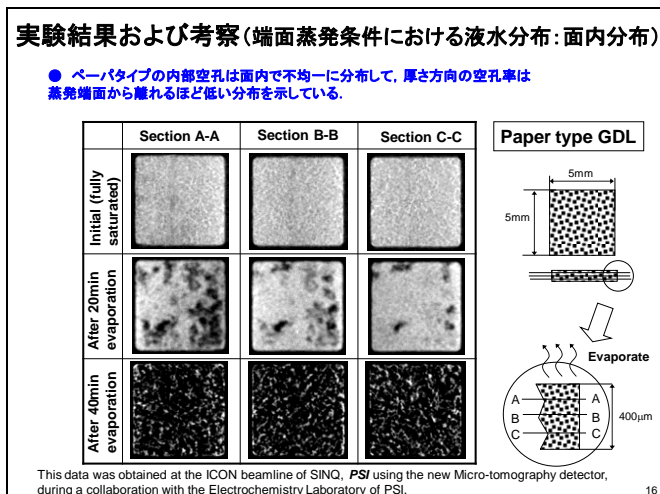 実験結果および考察(端面蒸発条件における液水分布:面内分布)
● ペーパタイプの内部空孔は面内で不均一に分布して,厚さ方向の空孔率は
蒸発端面から離れるほど低い分布を示している.
Section A-A Section B-B Section C-C
Initial (fully
saturated)
After 20min
evaporation
After 40min
evaporation
Paper type GDL
5mm
5mm
Evaporate
A A
B B
C C
400μm
This data was obtained at the ICON beamline of SINQ, PSI using the new Micro-tomography detector,
during a collaboration with the Electrochemistry Laboratory of PSI.
16